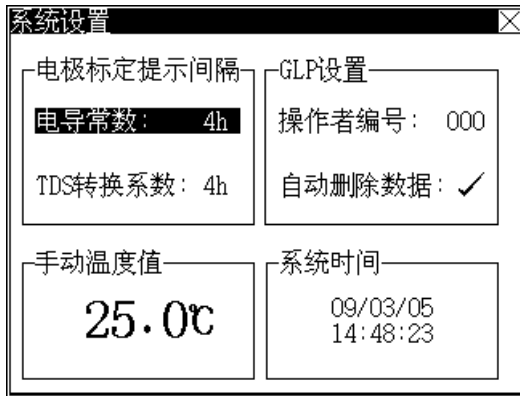 系统设置
电极标定提示间隔
电导常数： 4h
TDS转换系数：4h
GLP设置
操作者编号： 000
自动删除数据：✓
手动温度值
25.0℃
系统时间
09/03/05
14:48:23